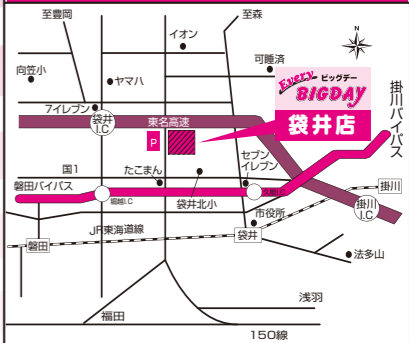 至豊岡
至森
N
イオン
可睡済
向笠小
ヤマハ
Every
ビッグデー
BIGDAY
袋井店
7イレブン
袋井
I.C
東名高速
P
掛川バイパス
国1
たこまん
セブン
イレブン
磐田バイパス
堀越I.C
袋井北小
掛川
市役所
掛川
I.C
JR東海道線
袋井
磐田
法多山
浅羽
福田
150線